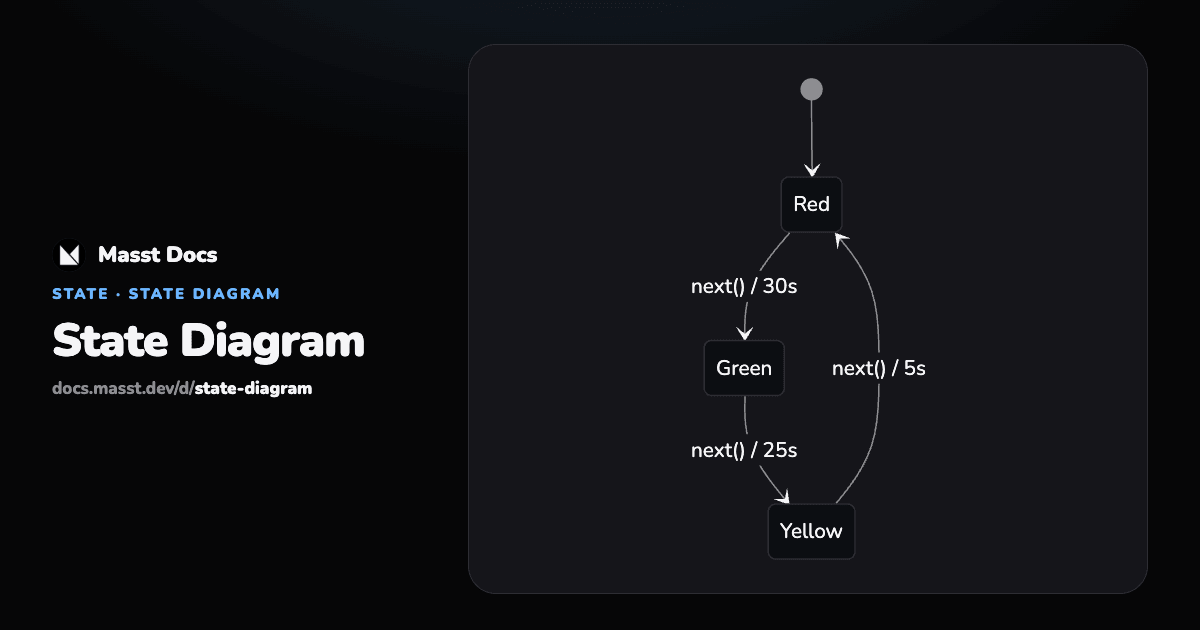 Masst Docs
STATE · STATE DIAGRAM
State Diagram
docs.masst.dev/d/state-diagram
Red
next() / 30s
Green
next() / 5s
next() / 25s
Yellow